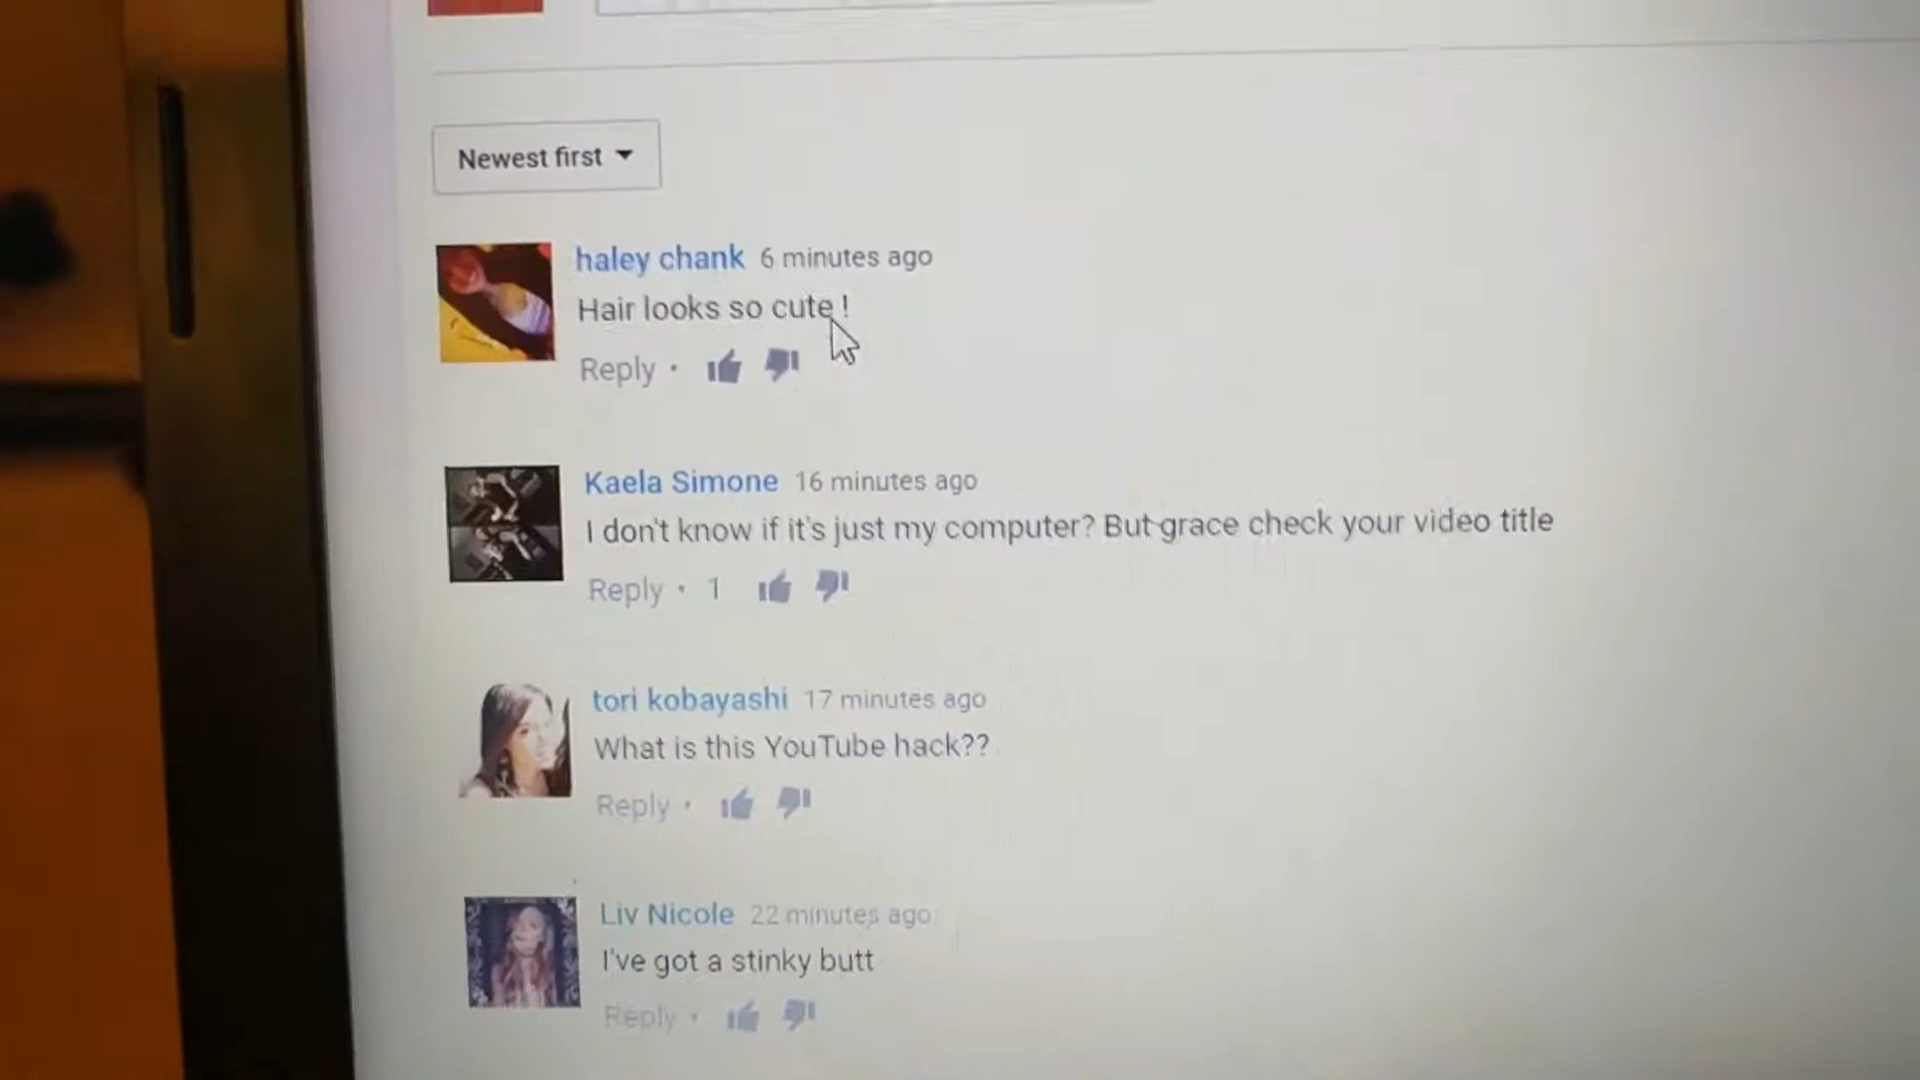 Newest first
haley chank 6 minutes ago
Hair looks so cute !
Reply •
Kaela Simone 16 minutes ago
I don't know if it's just my computer? But grace check your video title
Reply • 1
tori kobayashi 17 minutes ago
What is this YouTube hack??
Reply •
Liv Nicole 22 minutes ago
I've got a stinky butt
Reply •